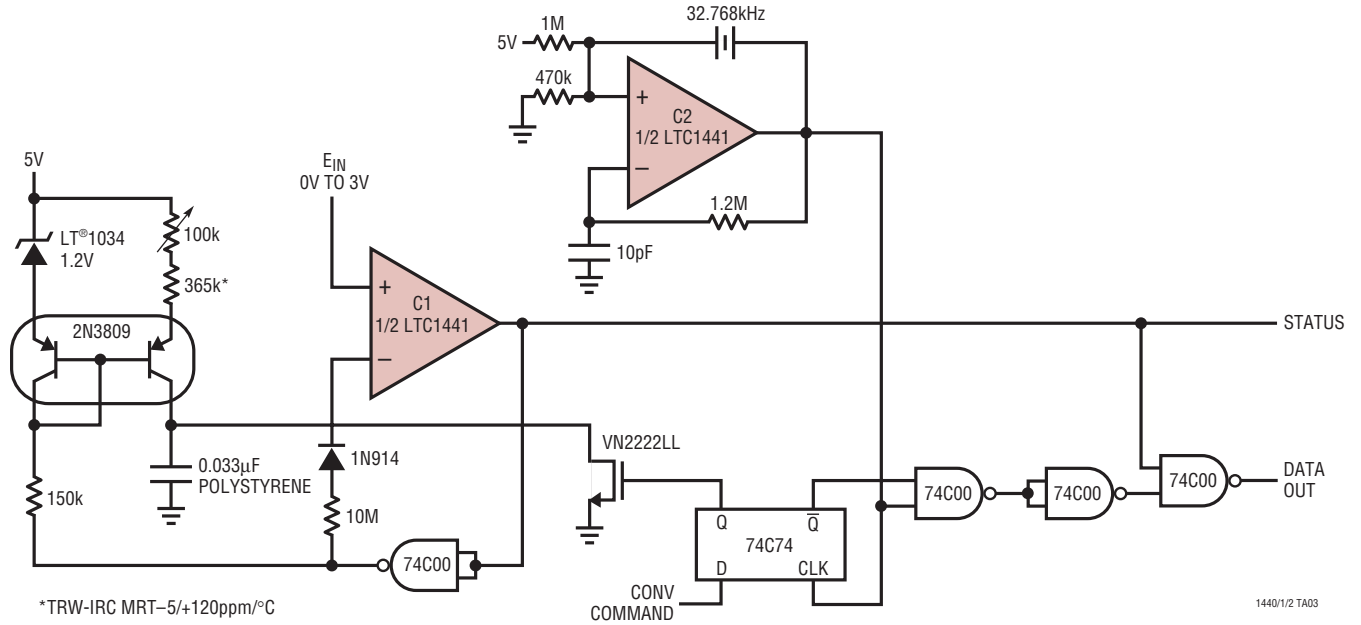 32.768kHz
1M
5V
470k
+
C2
1/2 LTC1441
–
1.2M
10pF
5V
LT®1034
1.2V
100k
365k*
2N3809
EIN
0V TO 3V
+
C1
1/2 LTC1441
–
STATUS
0.033µF
POLYSTYRENE
150k
1N914
10M
74C00
VN2222LL
Q
Q̅
74C74
D
CLK
CONV
COMMAND
74C00
74C00
74C00
DATA
OUT
*TRW-IRC MRT–5/+120ppm/°C
1440/1/2 TA03